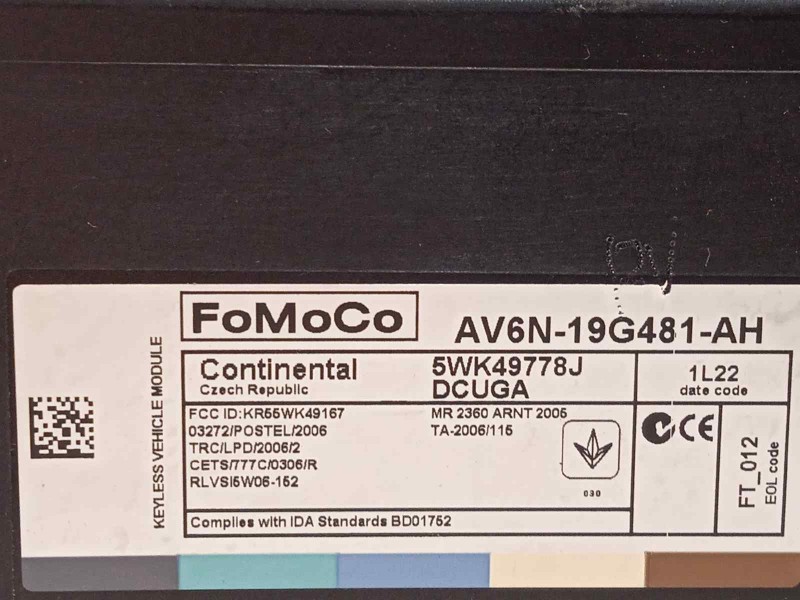 FoMoCo
AV6N-19G481-AH
Continental
Czech Republic
5WK49778J
DCUGA
1L22
date code
FCC ID:KR55WK49167
03272/POSTEL/2006
TRC/LPD/2006/2
CETS/777C/0306/R
RLVSI5W06-152
MR 2360 ARNT 2005
TA-2006/115
030
CE
FT_012
EOL code
Complies with IDA Standards BD01752
KEYLESS VEHICLE MODULE